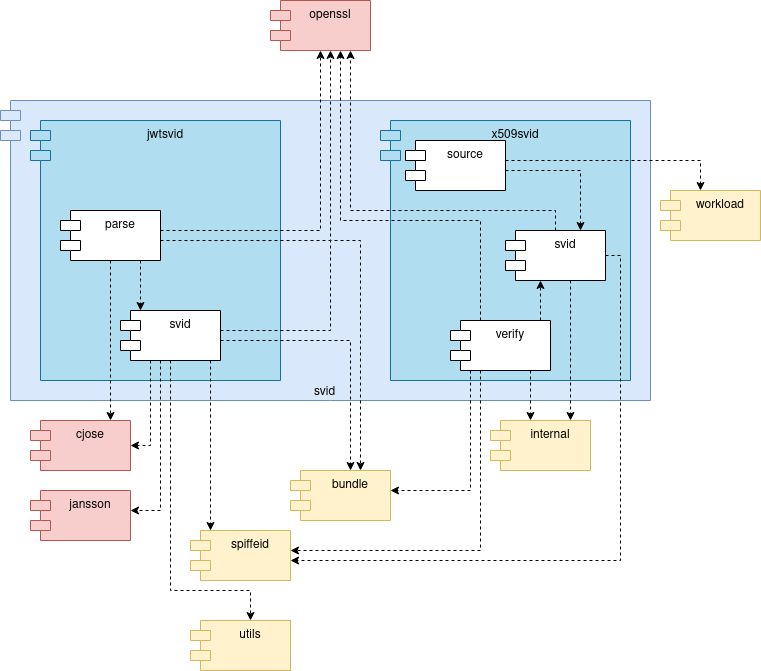 openssl
jwtsvid
x509svid
source
workload
parse
svid
svid
verify
svid
cjose
internal
bundle
jansson
spiffeid
utils